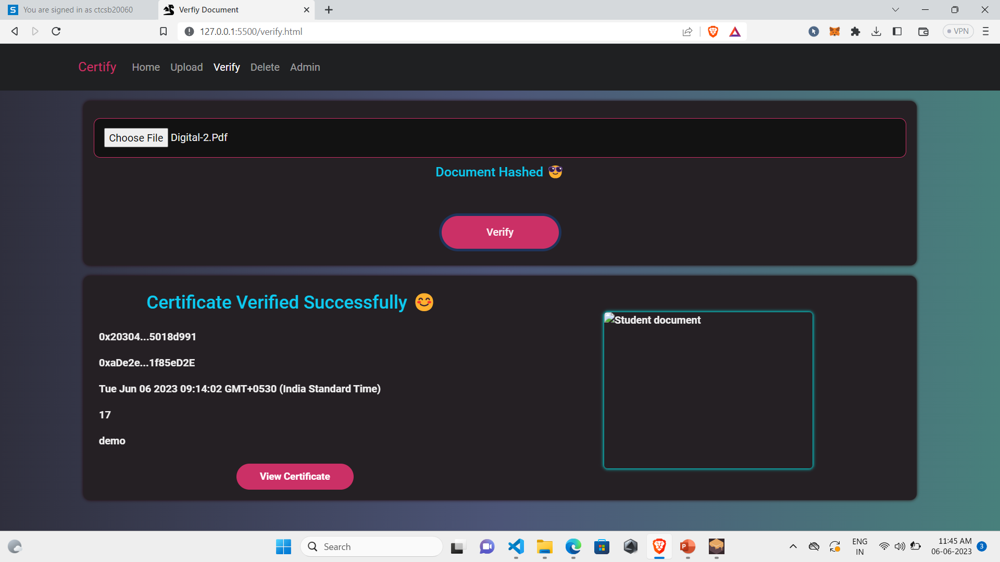 You are signed in as ctcsb20060
Verfiy Document
127.0.0.1:5500/verify.html
VPN
Certify Home Upload Verify Delete Admin
Choose File Digital-2.Pdf
Document Hashed
Verify
Certificate Verified Successfully
0x20304...5018d991
0xaDe2e...1f85eD2E
Tue Jun 06 2023 09:14:02 GMT+0530 (India Standard Time)
17
demo
View Certificate
Student document
Search
ENG
IN
11:45 AM
06-06-2023
3